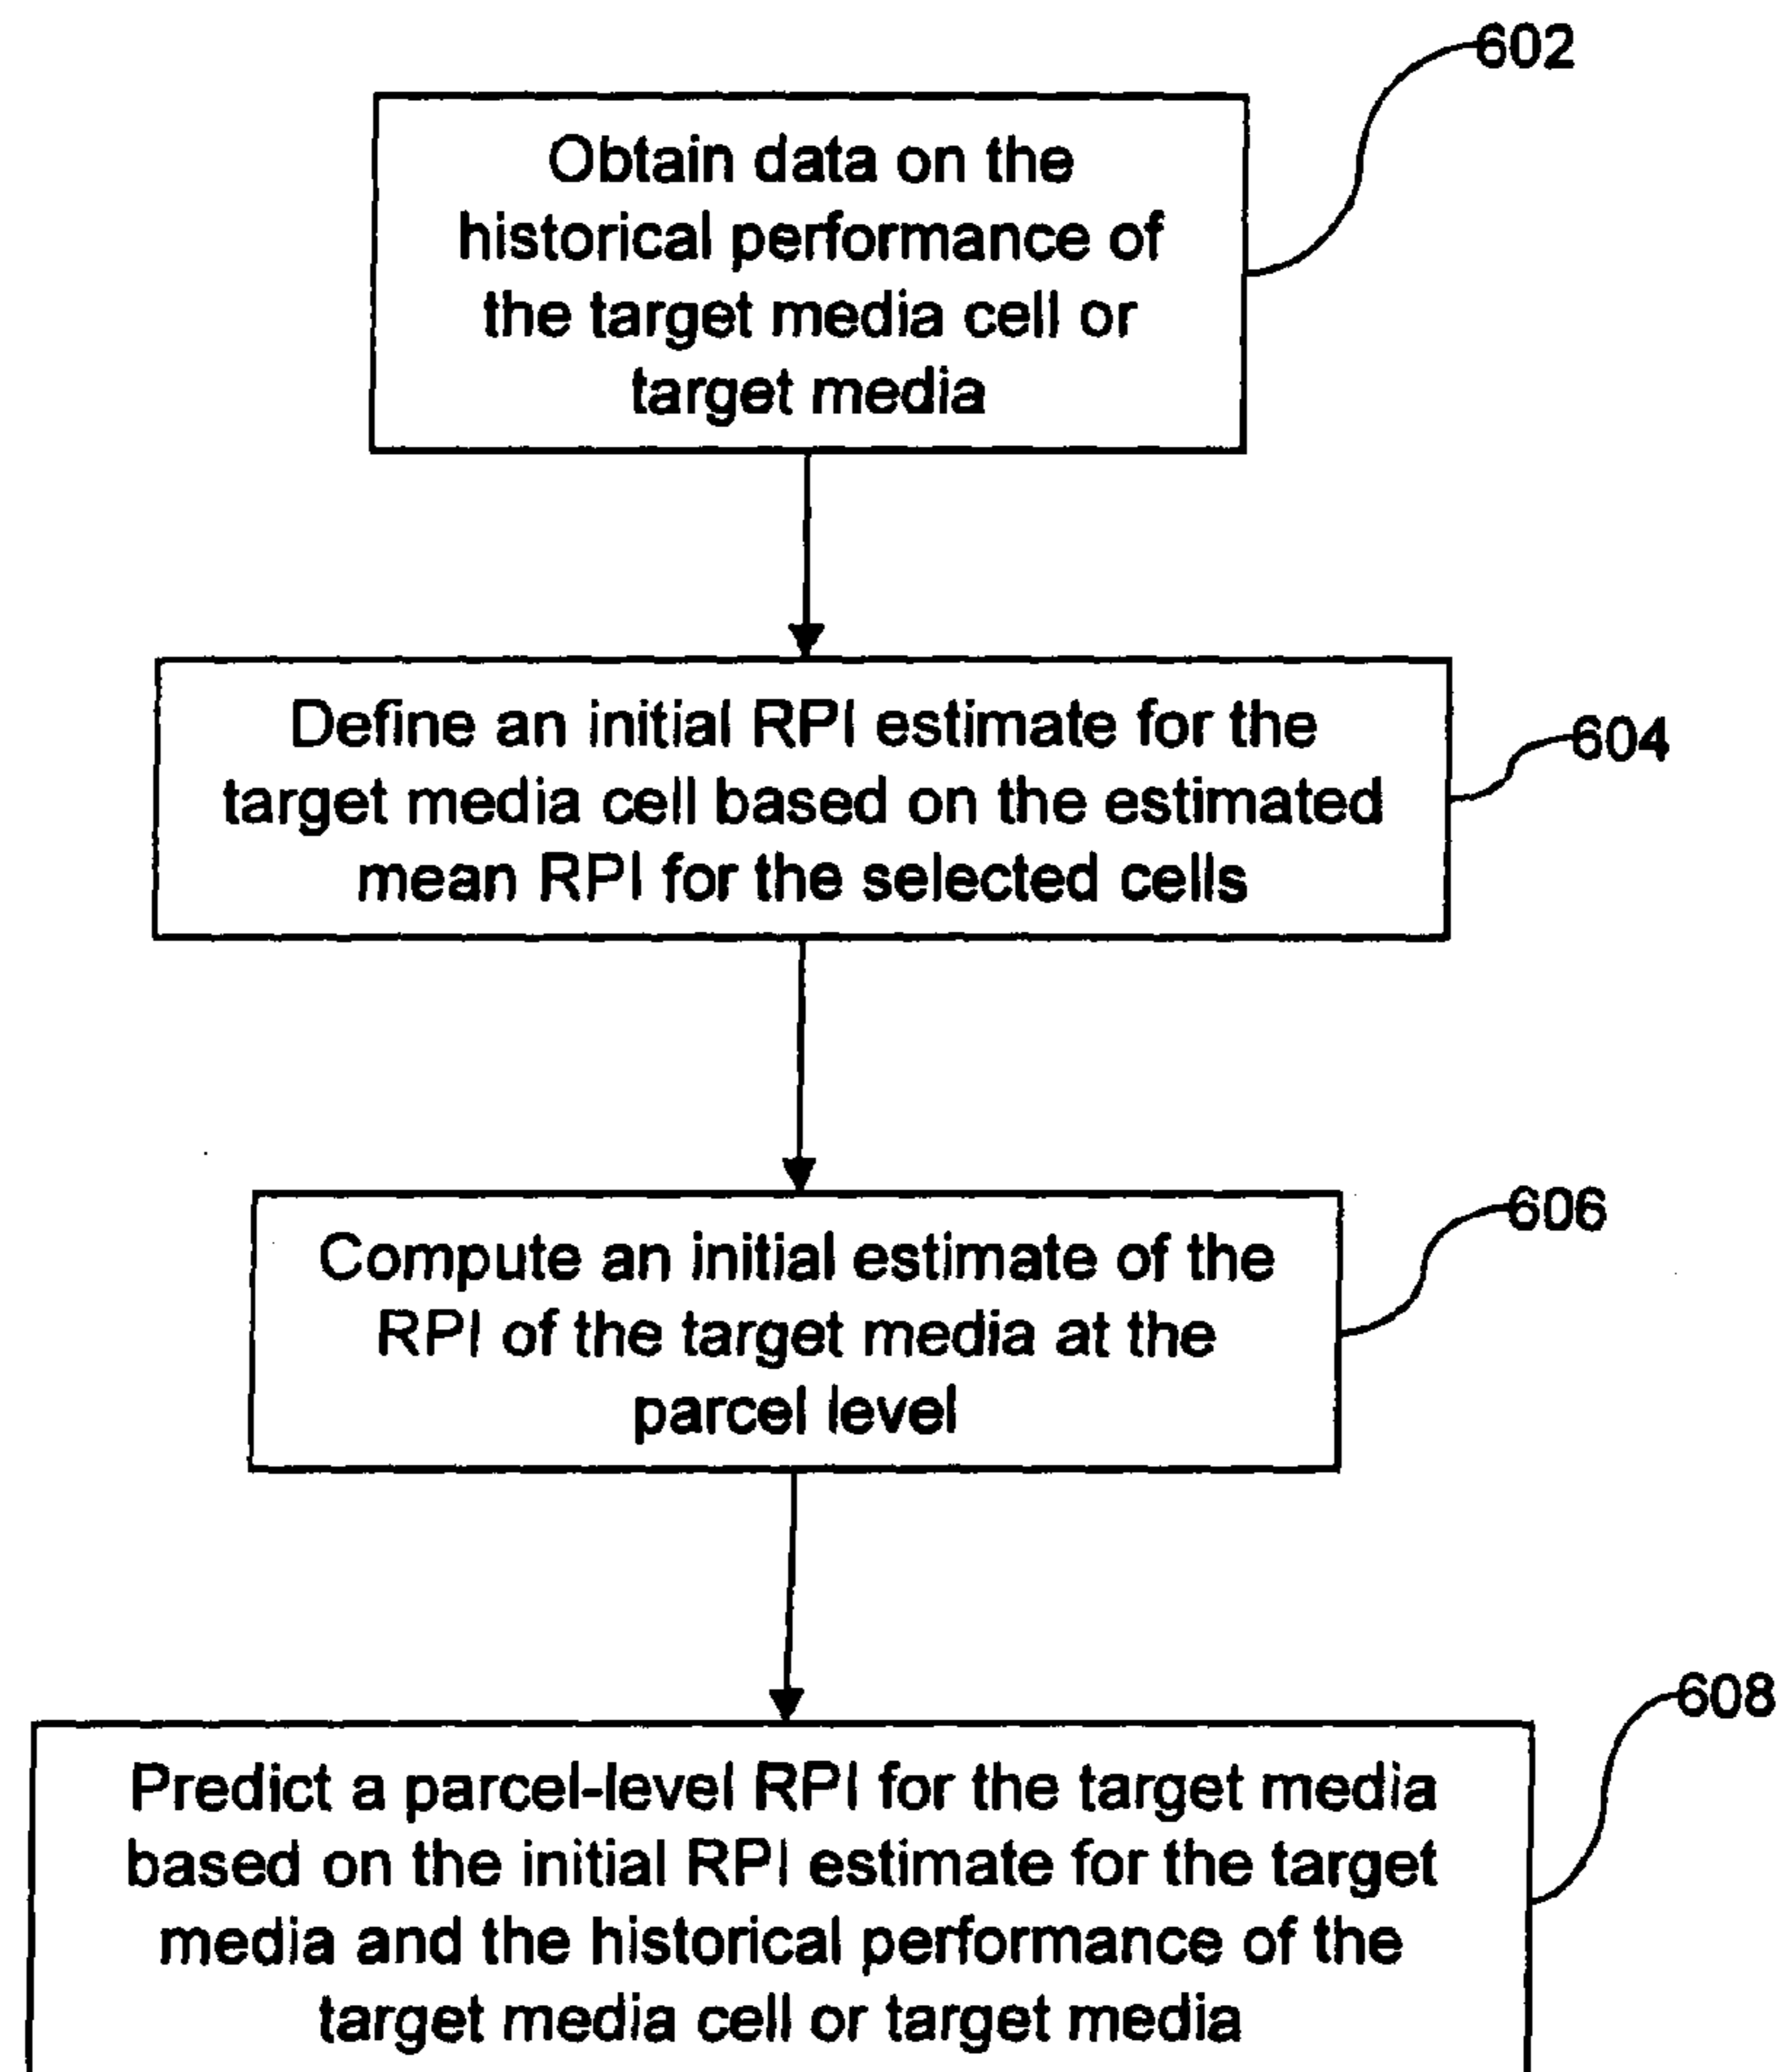 602
Obtain data on the
historical performance of
the target media cell or
target media
604
Define an initial RPI estimate for the
target media cell based on the estimated
mean RPI for the selected cells
606
Compute an initial estimate of the
RPI of the target media at the
parcel level
608
Predict a parcel-level RPI for the target media
based on the initial RPI estimate for the target
media and the historical performance of the
target media cell or target media